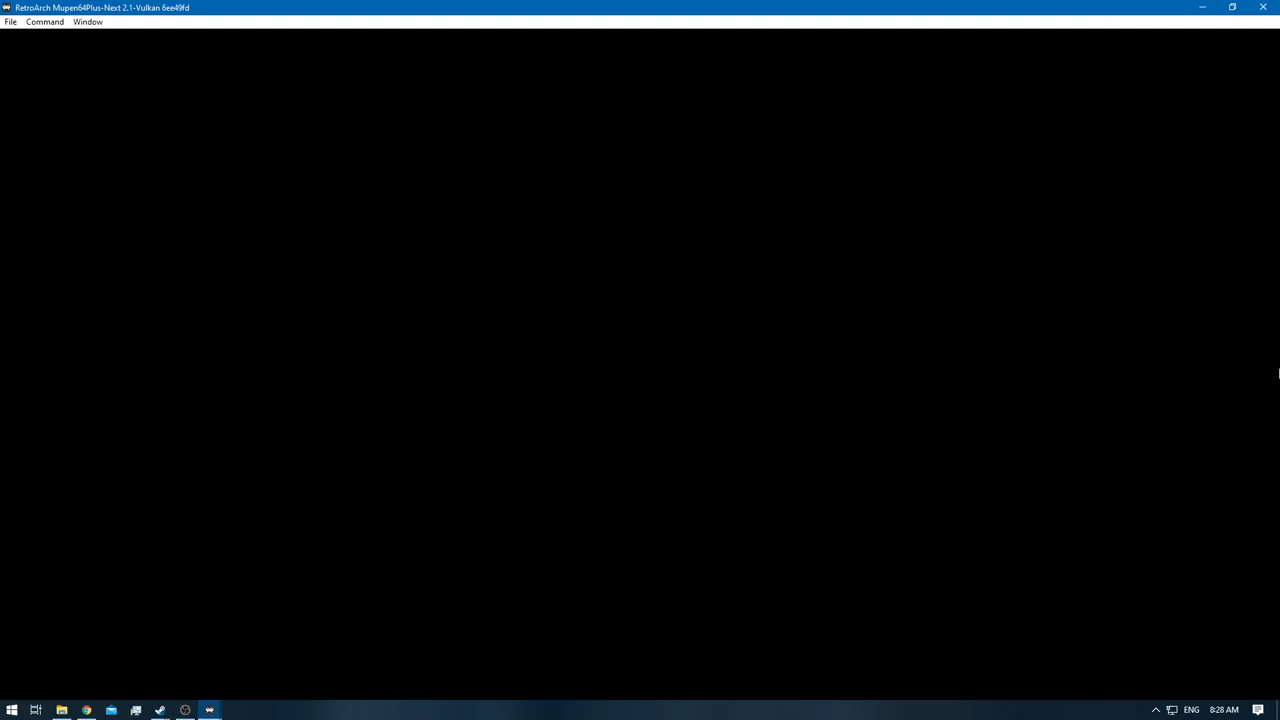 RetroArch Mupen64Plus-Next 2.1-Vulkan 6ee49fd
File Command Window
ENG 8:28 AM